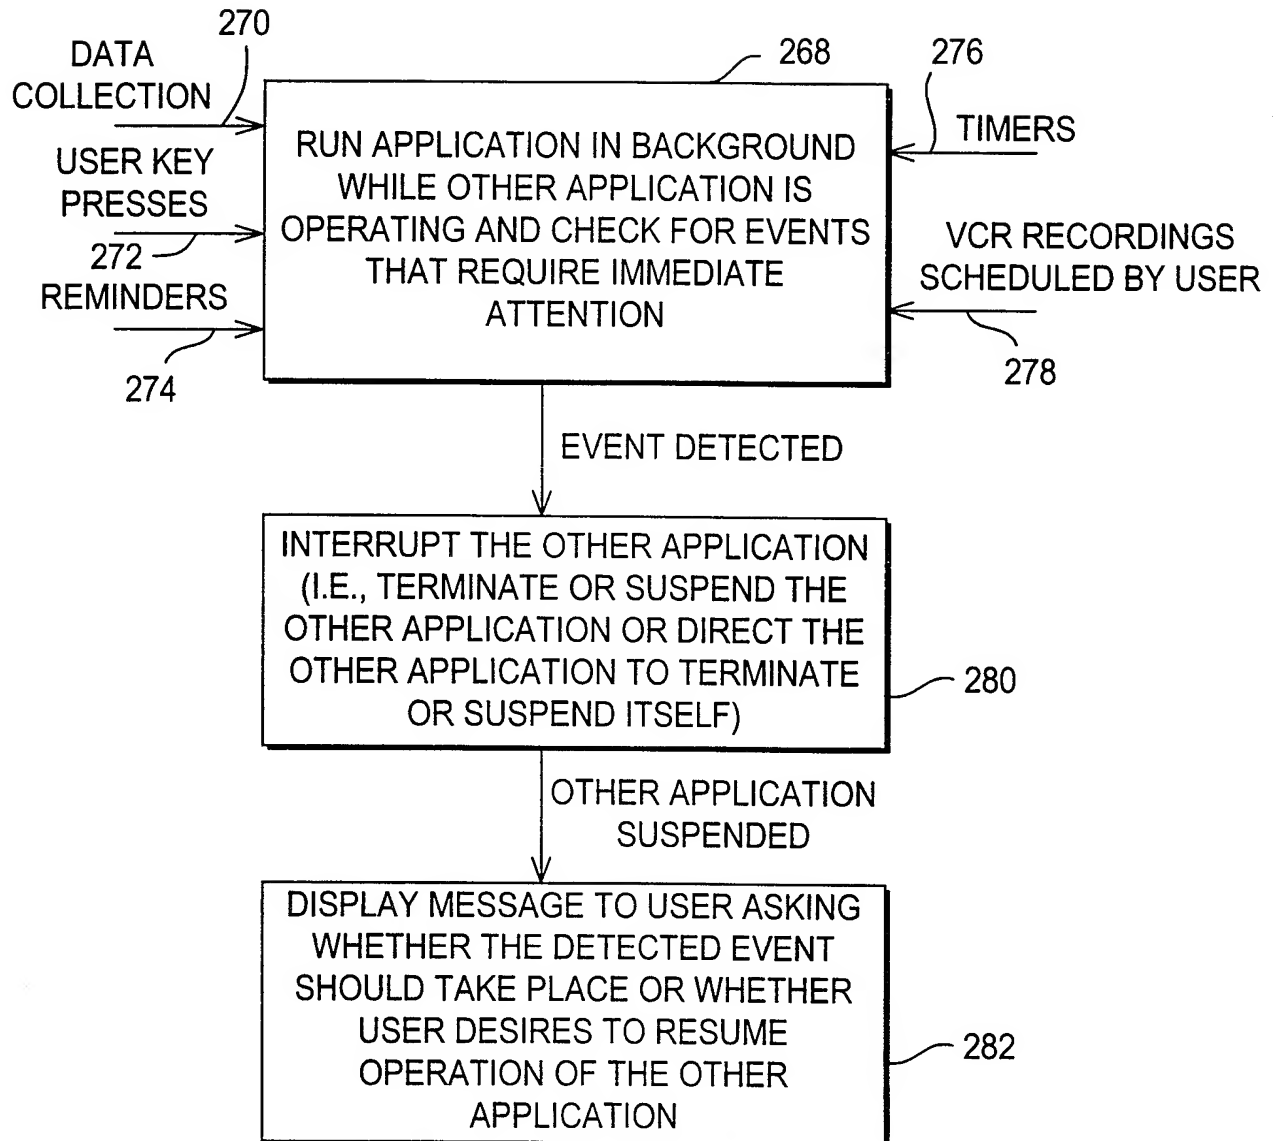 270
DATA
COLLECTION
USER KEY
PRESSES
272
REMINDERS
274
268
RUN APPLICATION IN BACKGROUND
WHILE OTHER APPLICATION IS
OPERATING AND CHECK FOR EVENTS
THAT REQUIRE IMMEDIATE
ATTENTION
276
TIMERS
VCR RECORDINGS
SCHEDULED BY USER
278
EVENT DETECTED
INTERRUPT THE OTHER APPLICATION
(I.E., TERMINATE OR SUSPEND THE
OTHER APPLICATION OR DIRECT THE
OTHER APPLICATION TO TERMINATE
OR SUSPEND ITSELF)
280
OTHER APPLICATION
SUSPENDED
DISPLAY MESSAGE TO USER ASKING
WHETHER THE DETECTED EVENT
SHOULD TAKE PLACE OR WHETHER
USER DESIRES TO RESUME
OPERATION OF THE OTHER
APPLICATION
282